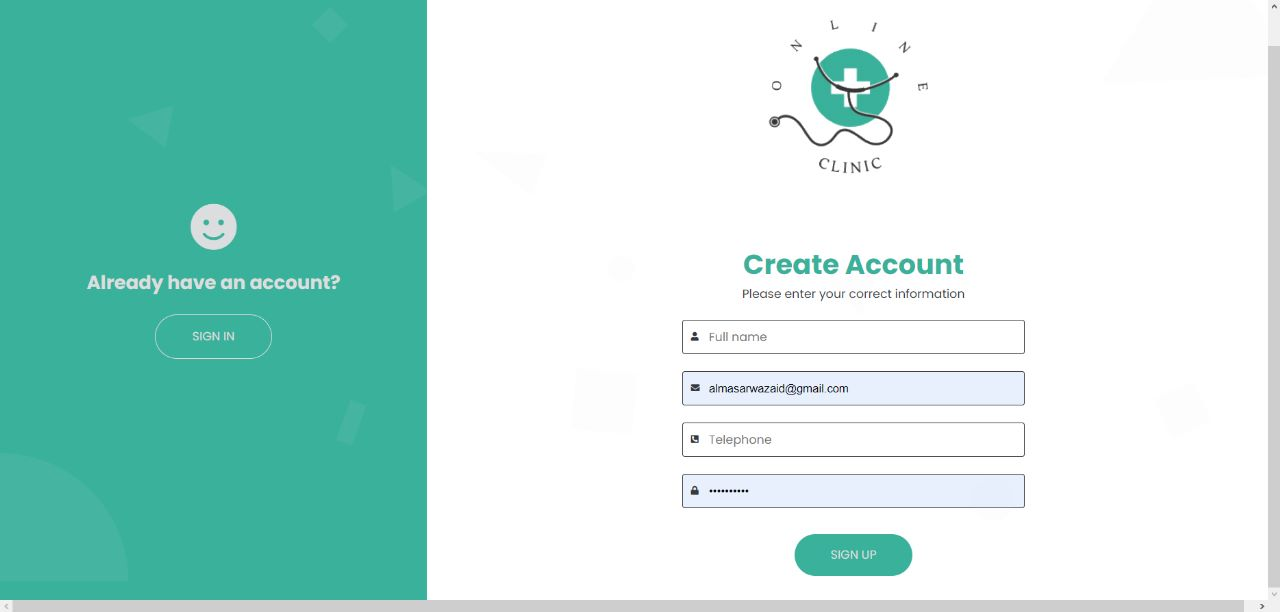 Already have an account?
SIGN IN
ONLINE
CLINIC
Create Account
Please enter your correct information
Full name
almasarwazaid@gmail.com
Telephone
••••••••••
SIGN UP